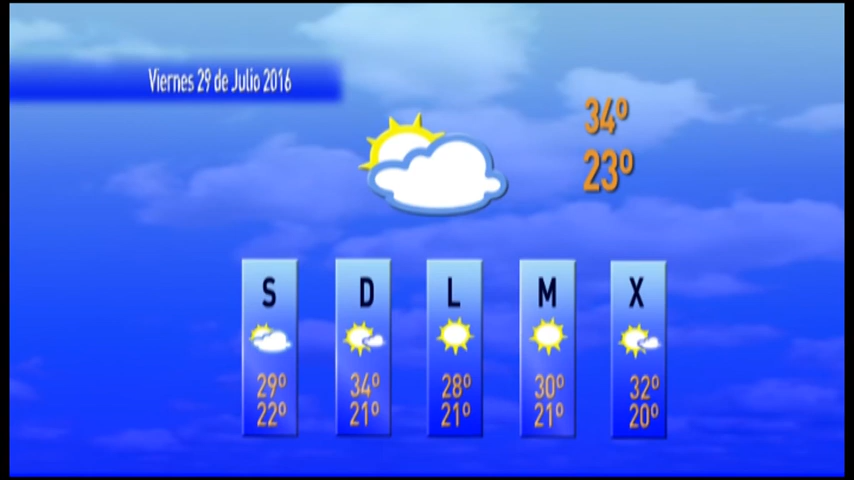 Viernes 29 de Julio 2016
34º
23º
S D L M X
29º 34º 28º 30º 32º
22º 21º 21º 21º 20º